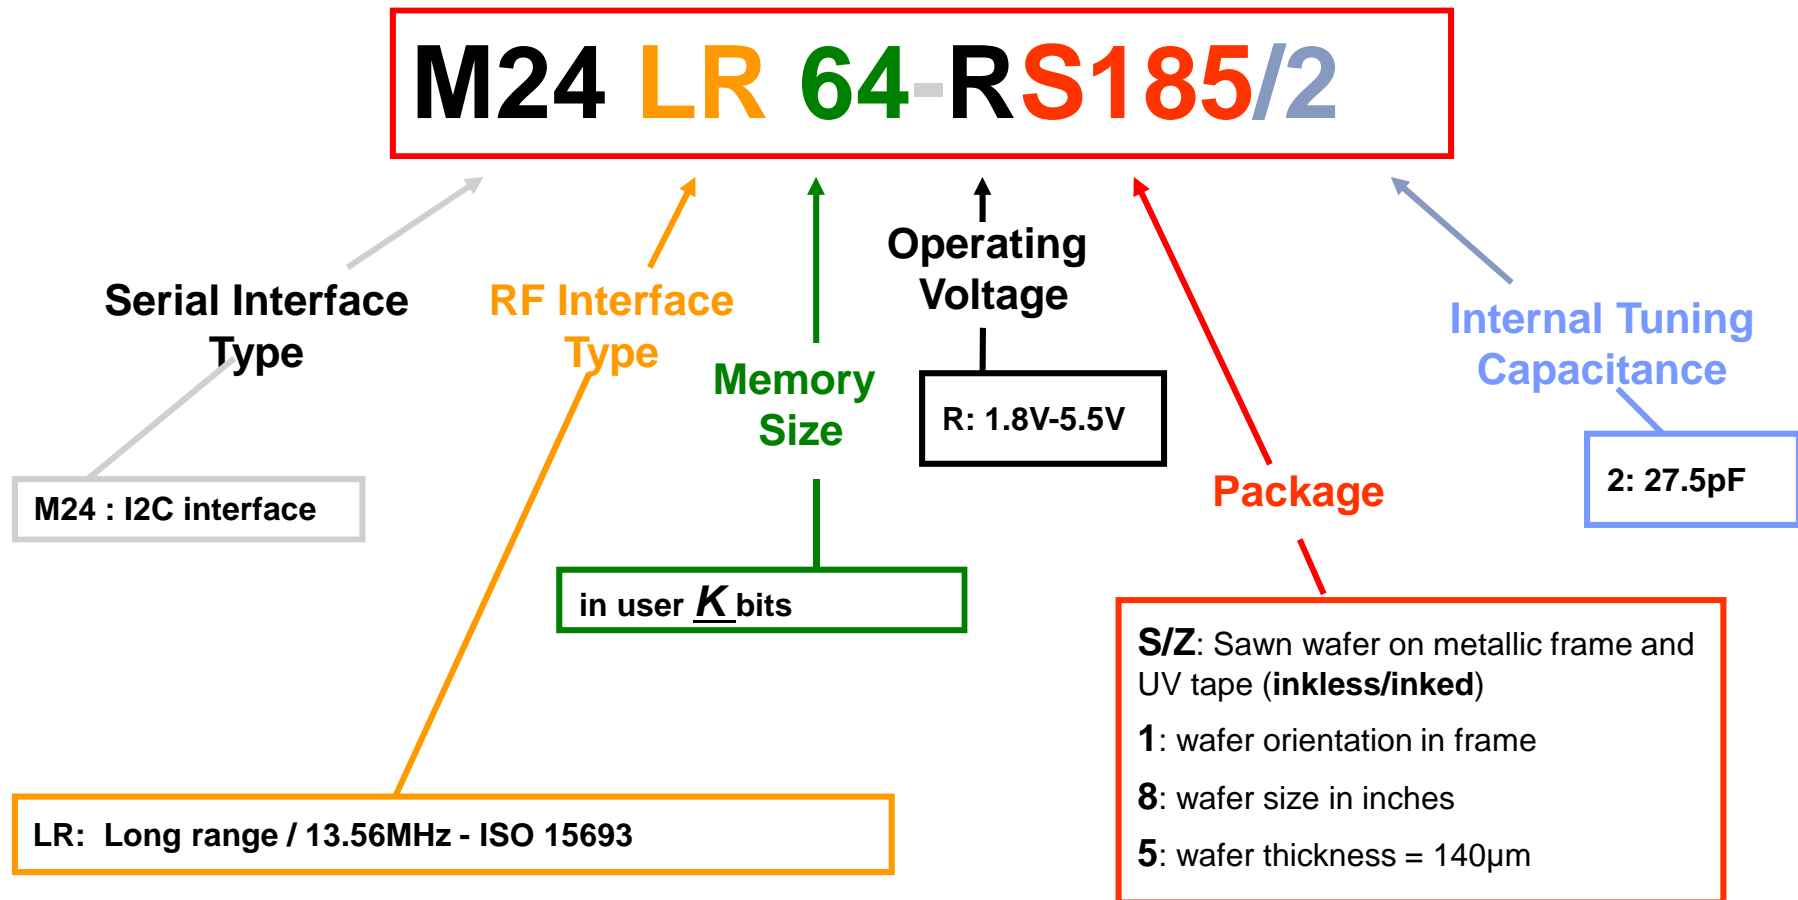 M24 LR 64-RS185/2
Serial Interface
Type
RF Interface
Type
Memory
Size
Operating
Voltage
Package
Internal Tuning
Capacitance
M24 : I2C interface
in user K bits
R: 1.8V-5.5V
2: 27.5pF
LR: Long range / 13.56MHz - ISO 15693
S/Z: Sawn wafer on metallic frame and
UV tape (inkless/inked)
1: wafer orientation in frame
8: wafer size in inches
5: wafer thickness = 140µm